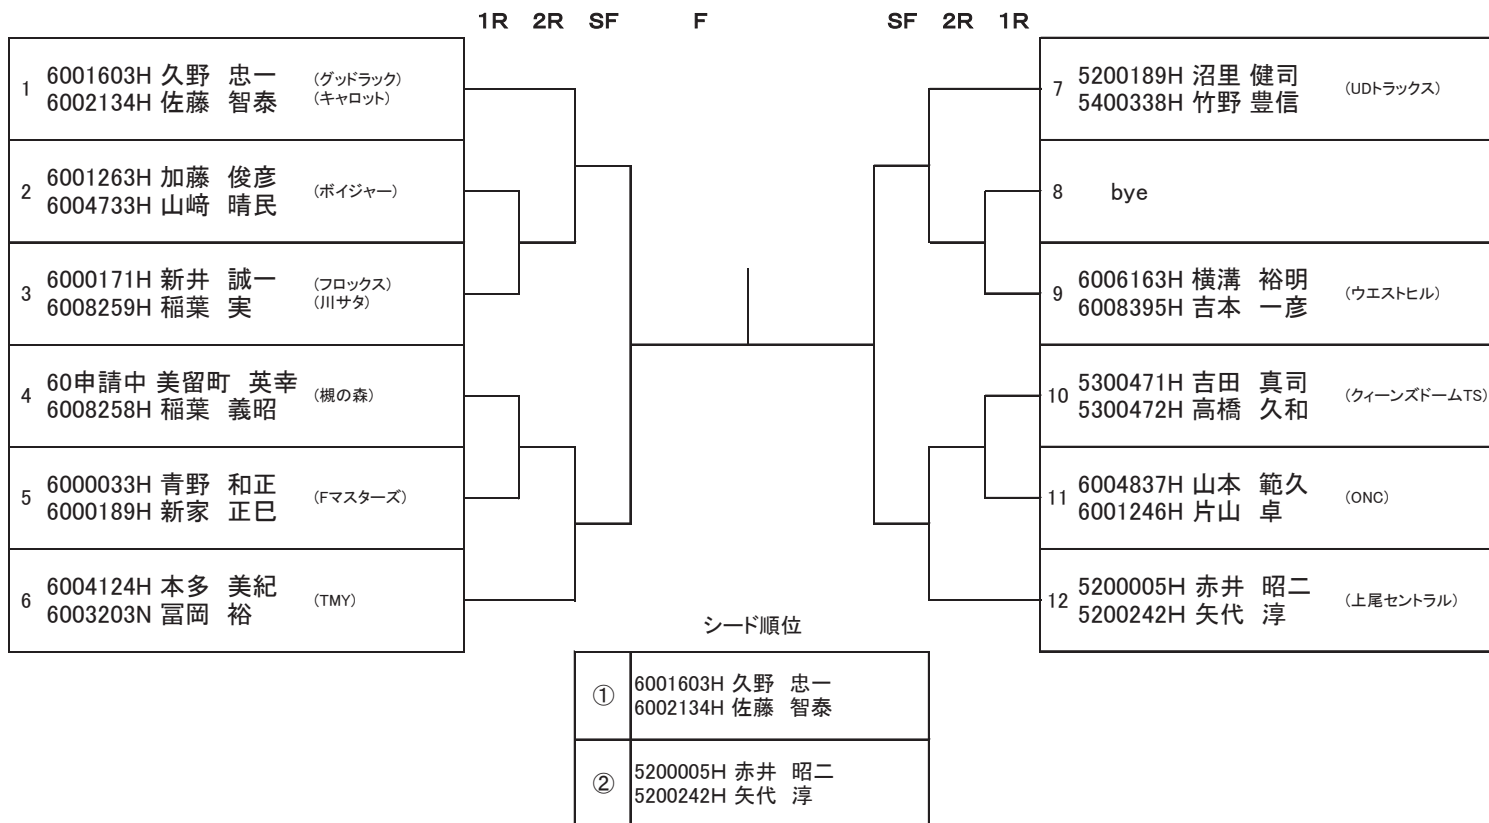 1R 2R SF F SF 2R 1R
1 6001603H 久野 忠一 (グッドラック)
6002134H 佐藤 智泰 (キャロット)
2 6001263H 加藤 俊彦 (ボイジャー)
6004733H 山﨑 晴民
3 6000171H 新井 誠一 (フロックス)
6008259H 稲葉 実 (川サタ)
4 60申請中 美留町 英幸 (槻の森)
6008258H 稲葉 義昭
5 6000033H 青野 和正 (Fマスターズ)
6000189H 新家 正巳
6 6004124H 本多 美紀 (TMY)
6003203N 冨岡 裕
7 5200189H 沼里 健司 (UDトラックス)
5400338H 竹野 豊信
8 bye
9 6006163H 横溝 裕明 (ウエストヒル)
6008395H 吉本 一彦
10 5300471H 吉田 真司 (クィーンズドームTS)
5300472H 高橋 久和
11 6004837H 山本 範久 (ONC)
6001246H 片山 卓
12 5200005H 赤井 昭二 (上尾セントラル)
5200242H 矢代 淳
シード順位
① 6001603H 久野 忠一
6002134H 佐藤 智泰
② 5200005H 赤井 昭二
5200242H 矢代 淳